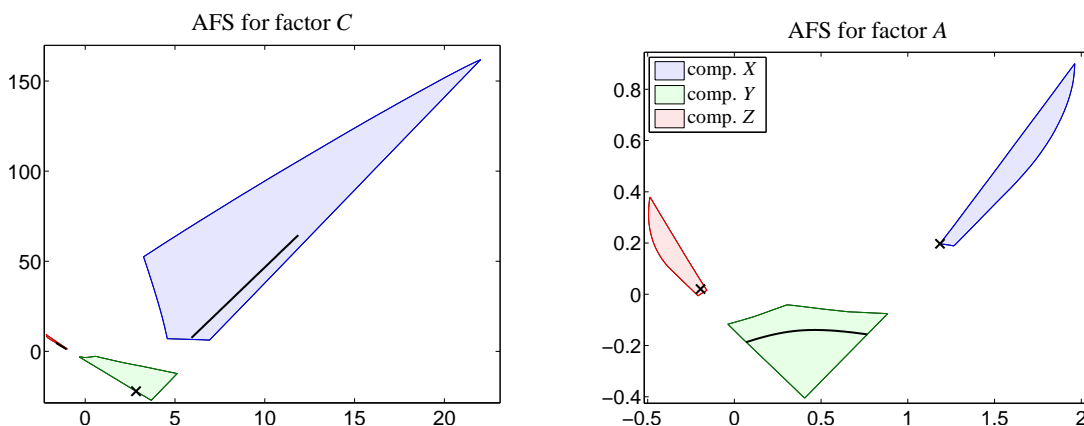 AFS for factor C
150
100
50
0
0 5 10 15 20
AFS for factor A
comp. X
comp. Y
comp. Z
0.8
0.6
0.4
0.2
0
−0.2
−0.4
−0.5 0 0.5 1 1.5 2